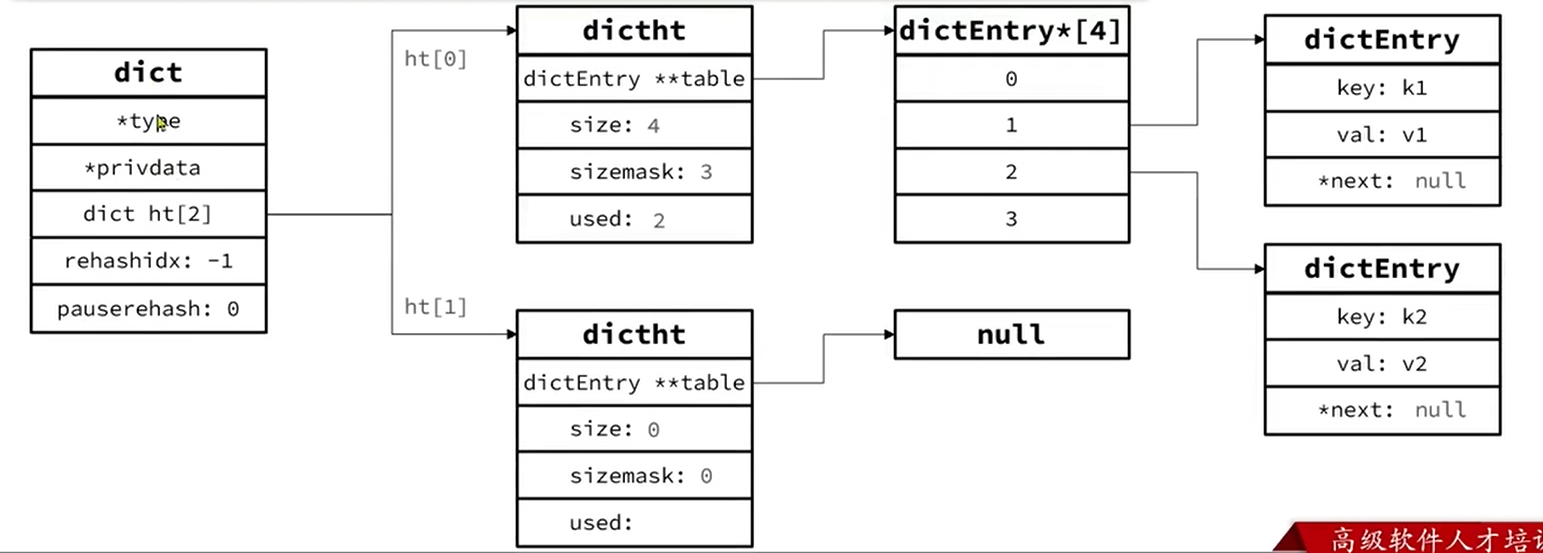 dict
*type
*privdata
dict ht[2]
rehashidx: -1
pauserehash: 0
ht[0]
ht[1]
dictht
dictEntry **table
size: 4
sizemask: 3
used: 2
dictht
dictEntry **table
size: 0
sizemask: 0
used:
dictEntry*[4]
0
1
2
3
null
dictEntry
key: k1
val: v1
*next: null
dictEntry
key: k2
val: v2
*next: null
高级软件人才培